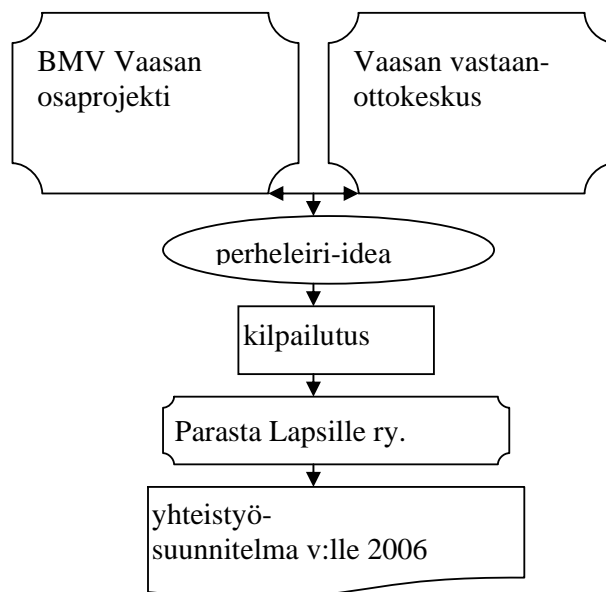 BMV Vaasan
osaprojekti
Vaasan vastaan-
ottokeskus
perheleiri-idea
kilpailutus
Parasta Lapsille ry.
yhteistyö-
suunnitelma v:lle 2006